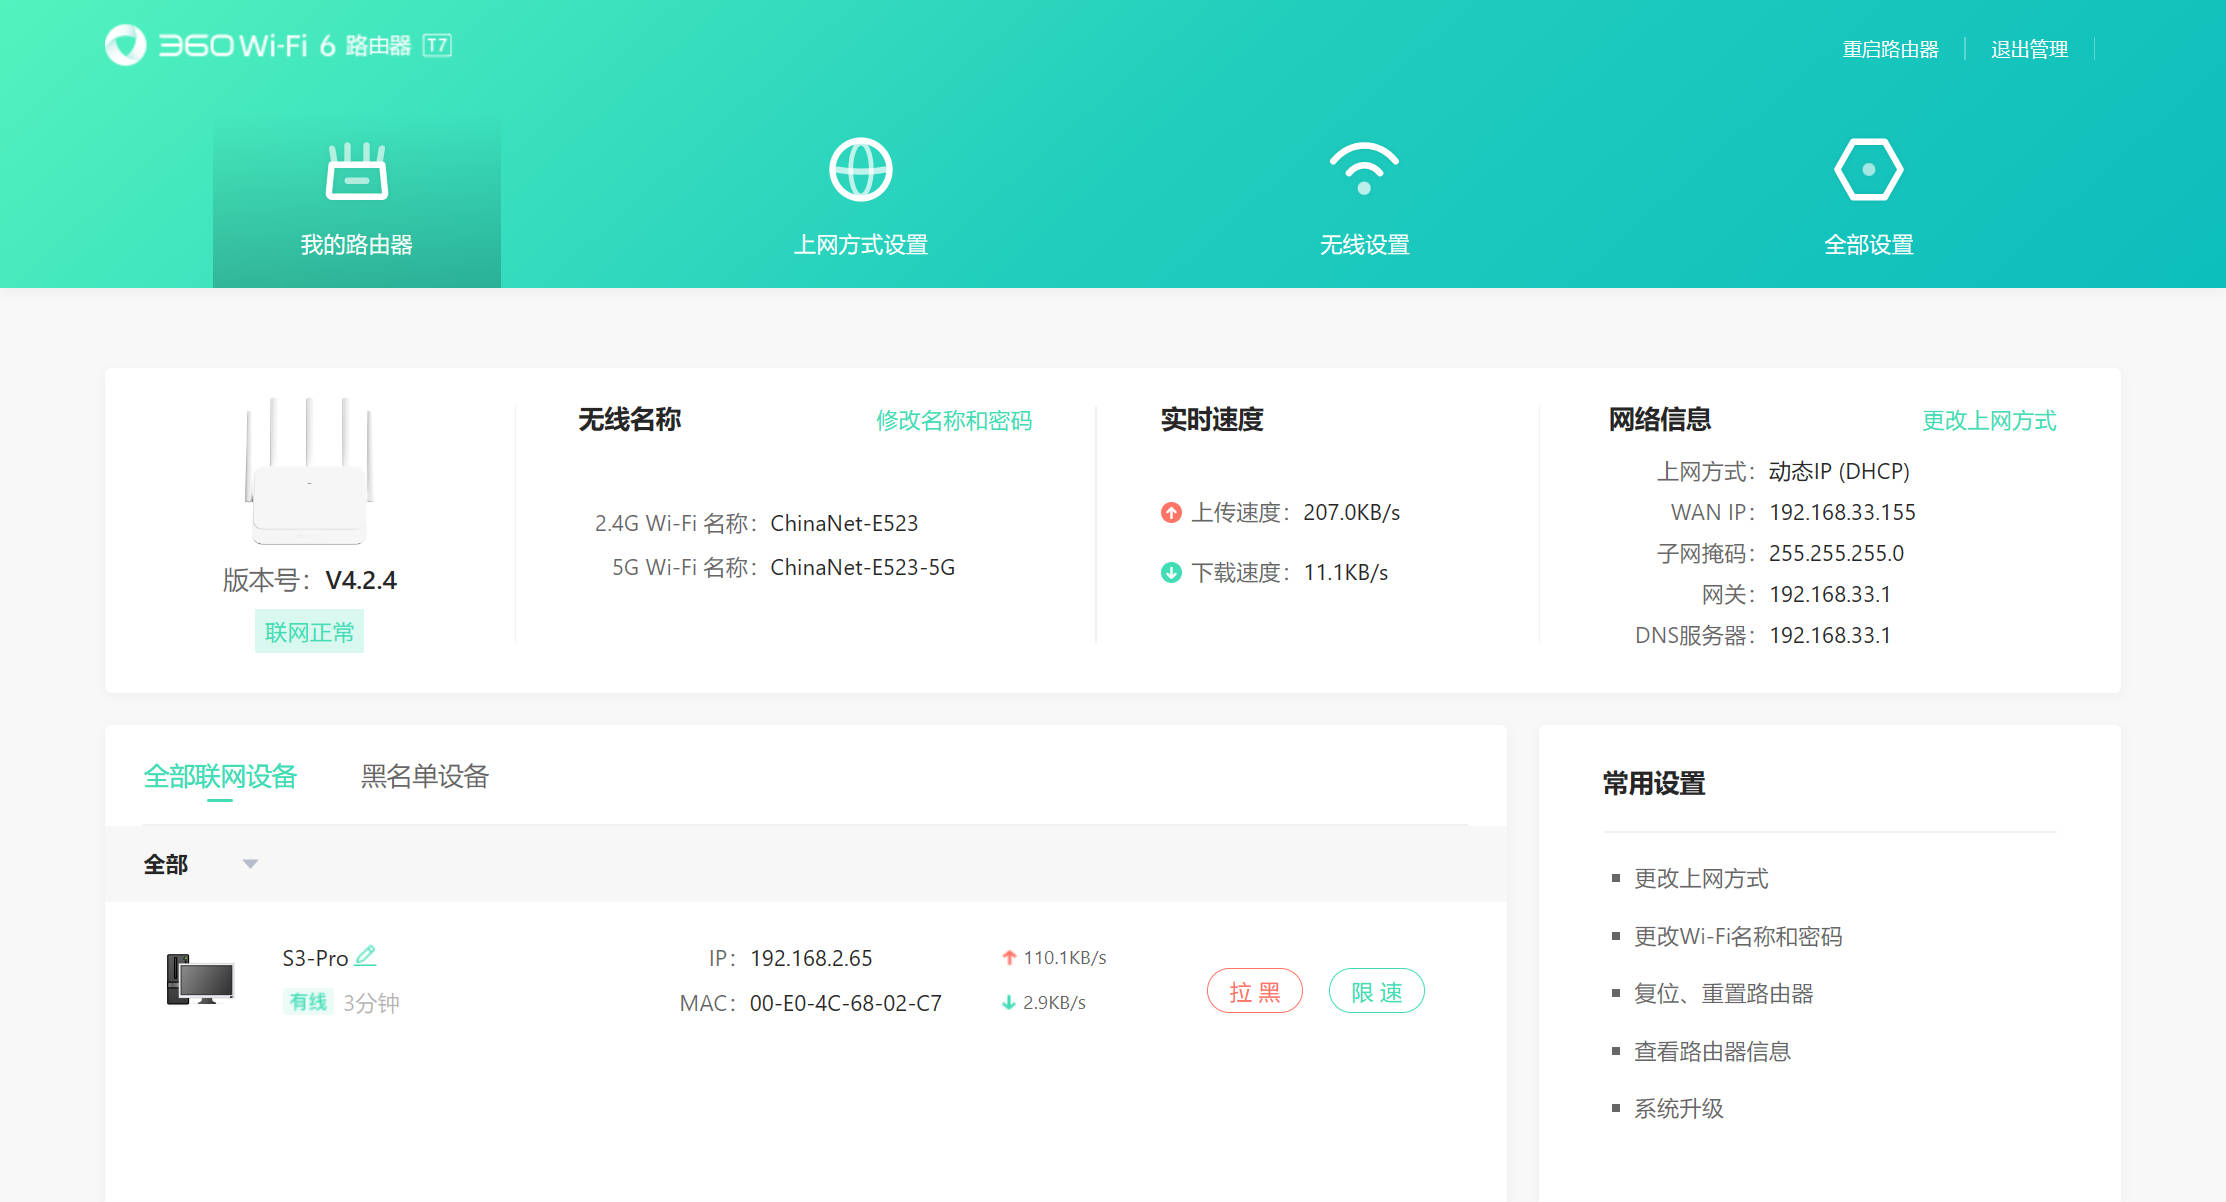 360 Wi-Fi 6 路由器 T7
重启路由器
退出管理
我的路由器
上网方式设置
无线设置
全部设置
版本号：V4.2.4
联网正常
无线名称
修改名称和密码
2.4G Wi-Fi 名称：ChinaNet-E523
5G Wi-Fi 名称：ChinaNet-E523-5G
实时速度
上传速度：207.0KB/s
下载速度：11.1KB/s
网络信息
更改上网方式
上网方式：动态IP (DHCP)
WAN IP：192.168.33.155
子网掩码：255.255.255.0
网关：192.168.33.1
DNS服务器：192.168.33.1
全部联网设备
黑名单设备
全部
S3-Pro
有线 3分钟
IP：192.168.2.65
MAC：00-E0-4C-68-02-C7
110.1KB/s
2.9KB/s
拉黑
限速
常用设置
更改上网方式
更改Wi-Fi名称和密码
复位、重置路由器
查看路由器信息
系统升级